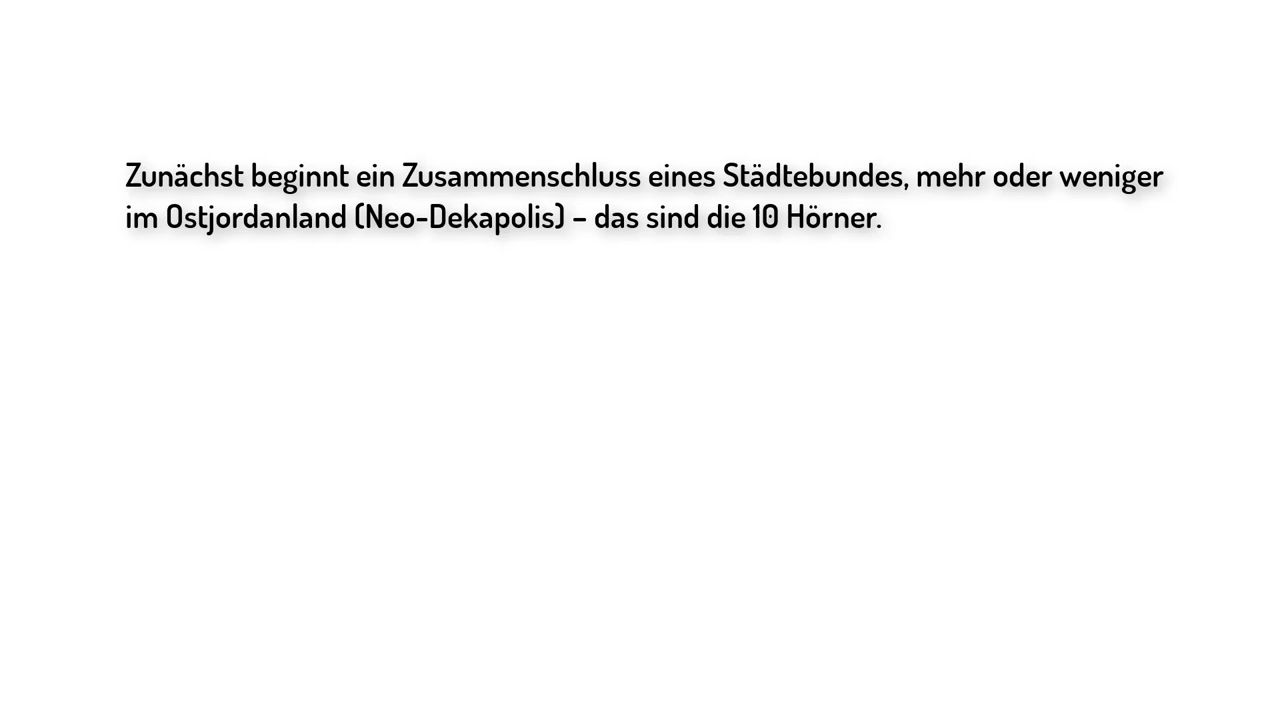 Zunächst beginnt ein Zusammenschluss eines Städtebundes, mehr oder weniger
im Ostjordanland (Neo-Dekapolis) – das sind die 10 Hörner.